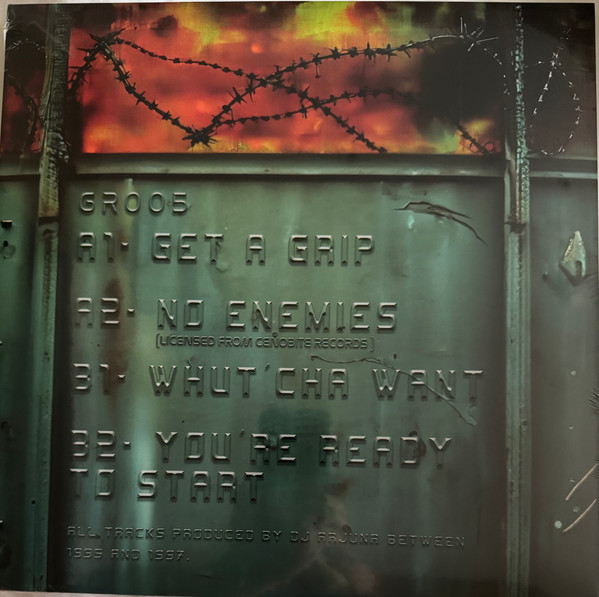 GR005
A1- GET A GRIP
A2- NO ENEMIES
(LICENSED FROM CENOBITE RECORDS)
B1- WHUT'CHA WANT
B2- YOU'RE READY
TO START
ALL TRACKS PRODUCED BY DJ ARJUNA BETWEEN
1995 AND 1997.